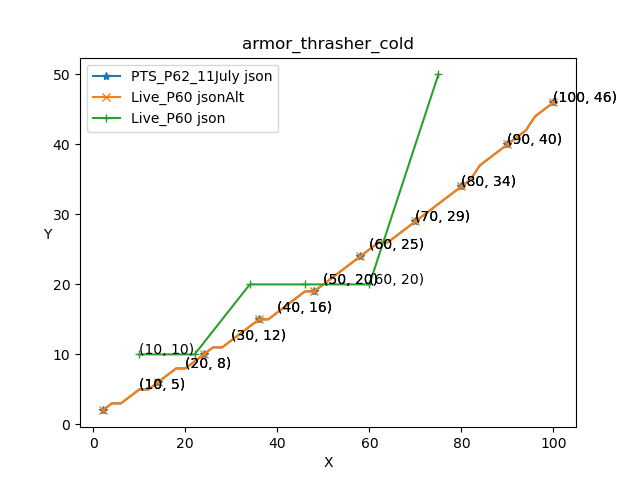 armor_thrasher_cold
PTS_P62_11July json
Live_P60 jsonAlt
Live_P60 json
50
40
30
20
10
0
Y
(100, 46)
(90, 40)
(80, 34)
(70, 29)
(60, 25)
(50, 20)
(60, 20)
(40, 16)
(30, 12)
(10, 10)
(20, 8)
(10, 5)
0 20 40 60 80 100
X